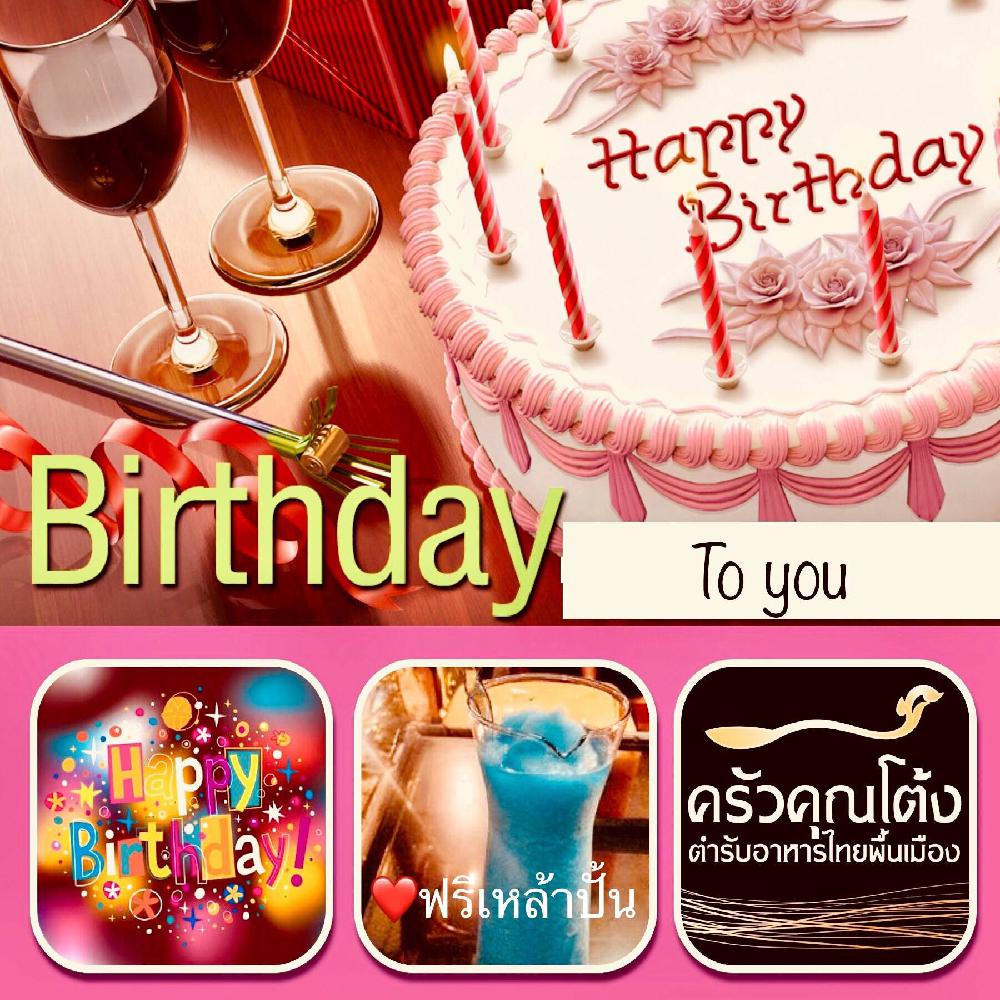 Happy
Birthday
Birthday
To you
Happy
Birthday!
❤️ฟรีเหล้าปั่น
ครัวคุณโต้ง
ตำรับอาหารไทยพื้นเมือง